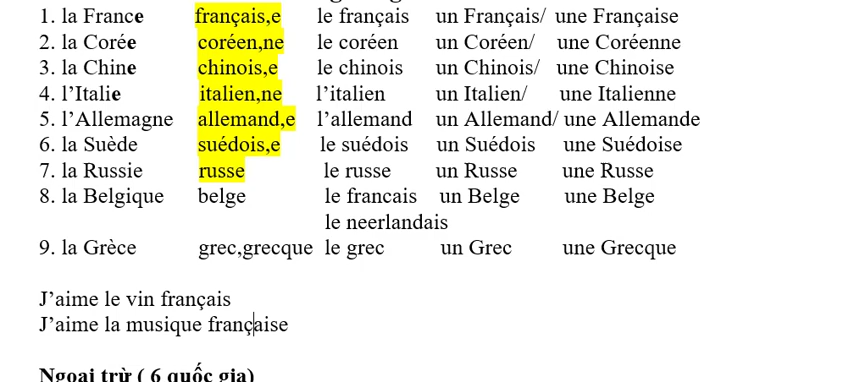 1. la France français,e le français un Français/ une Française
2. la Corée coréen,ne le coréen un Coréen/ une Coréenne
3. la Chine chinois,e le chinois un Chinois/ une Chinoise
4. l’Italie italien,ne l’italien un Italien/ une Italienne
5. l’Allemagne allemand,e l’allemand un Allemand/ une Allemande
6. la Suède suédois,e le suédois un Suédois une Suédoise
7. la Russie russe le russe un Russe une Russe
8. la Belgique belge le francais un Belge une Belge
le neerlandais
9. la Grèce grec,grecque le grec un Grec une Grecque
J’aime le vin français
J’aime la musique française
Ngoại trừ ( 6 quốc gia)